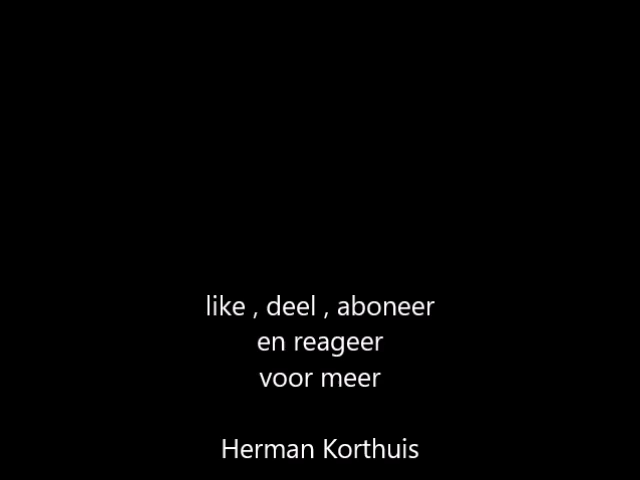 like , deel , aboneer
en reageer
voor meer
Herman Korthuis